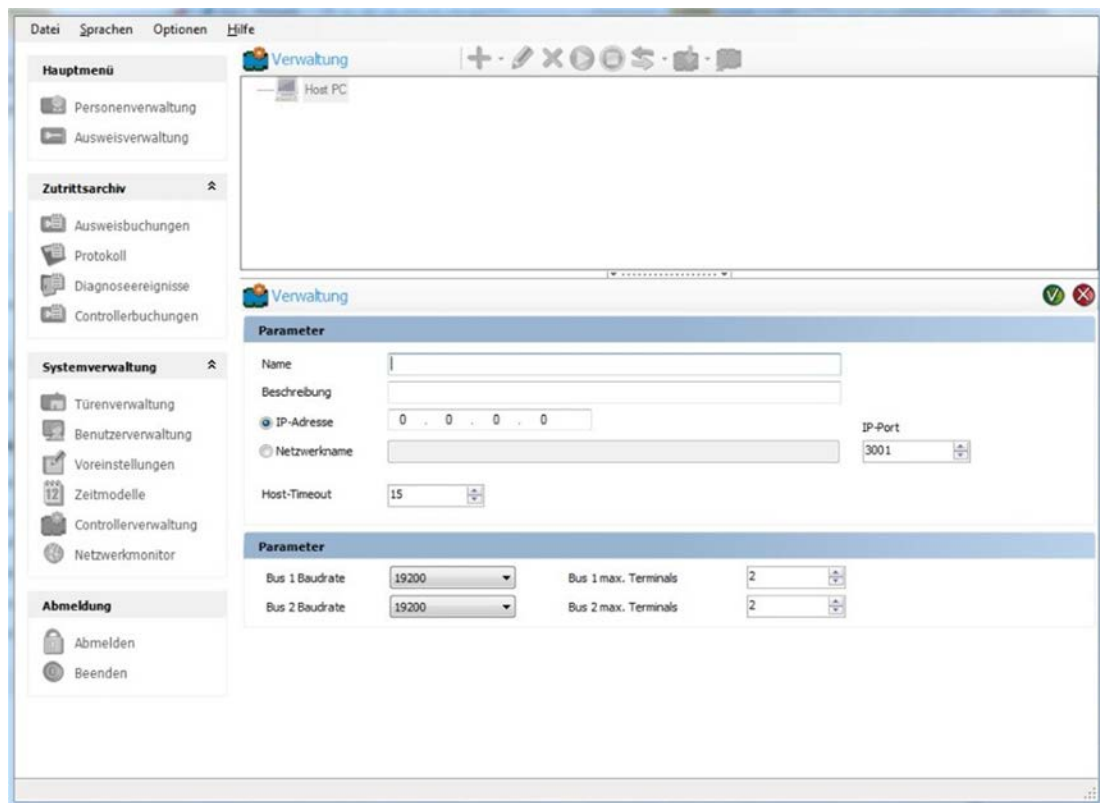 Datei Sprachen Optionen Hilfe
Hauptmenü
Personenverwaltung
Ausweisverwaltung
Zutrittsarchiv
Ausweisbuchungen
Protokoll
Diagnoseereignisse
Controllerbuchungen
Systemverwaltung
Türenverwaltung
Benutzerverwaltung
Voreinstellungen
12 Zeitmodelle
Controllerverwaltung
Netzwerkmonitor
Abmeldung
Abmelden
Beenden
Verwaltung
Host PC
Verwaltung
Parameter
Name
Beschreibung
IP-Adresse 0 . 0 . 0 . 0
IP-Port
Netzwerkname 3001
Host-Timeout 15
Parameter
Bus 1 Baudrate 19200 Bus 1 max. Terminals 2
Bus 2 Baudrate 19200 Bus 2 max. Terminals 2